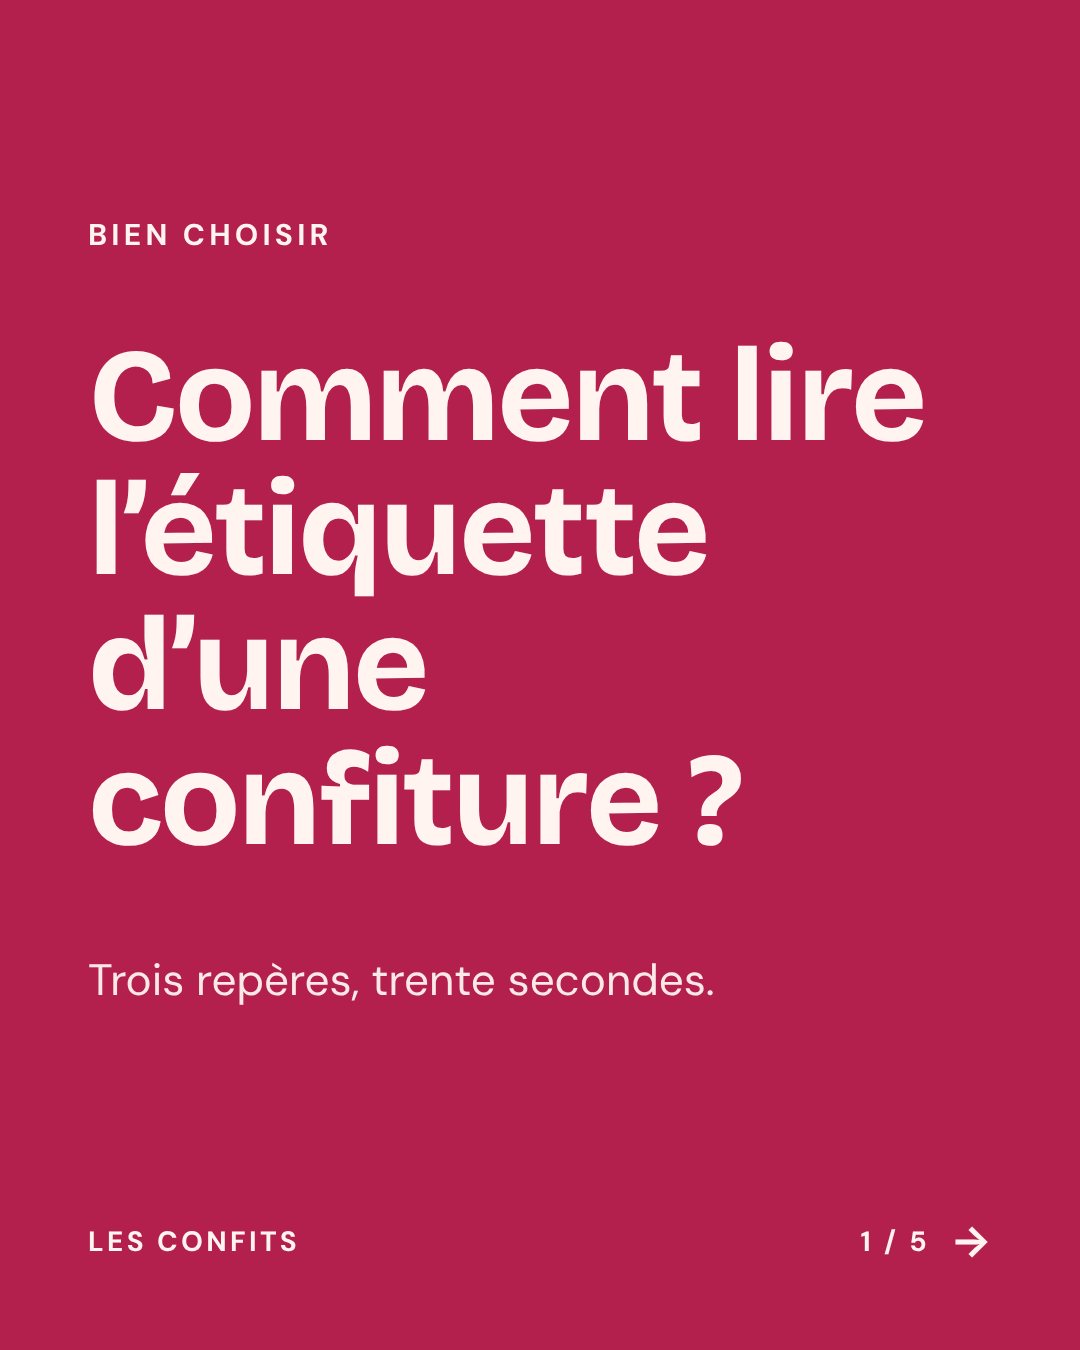 BIEN CHOISIR
Comment lire
l’étiquette
d’une
confiture ?
Trois repères, trente secondes.
LES CONFITS
1 / 5 →